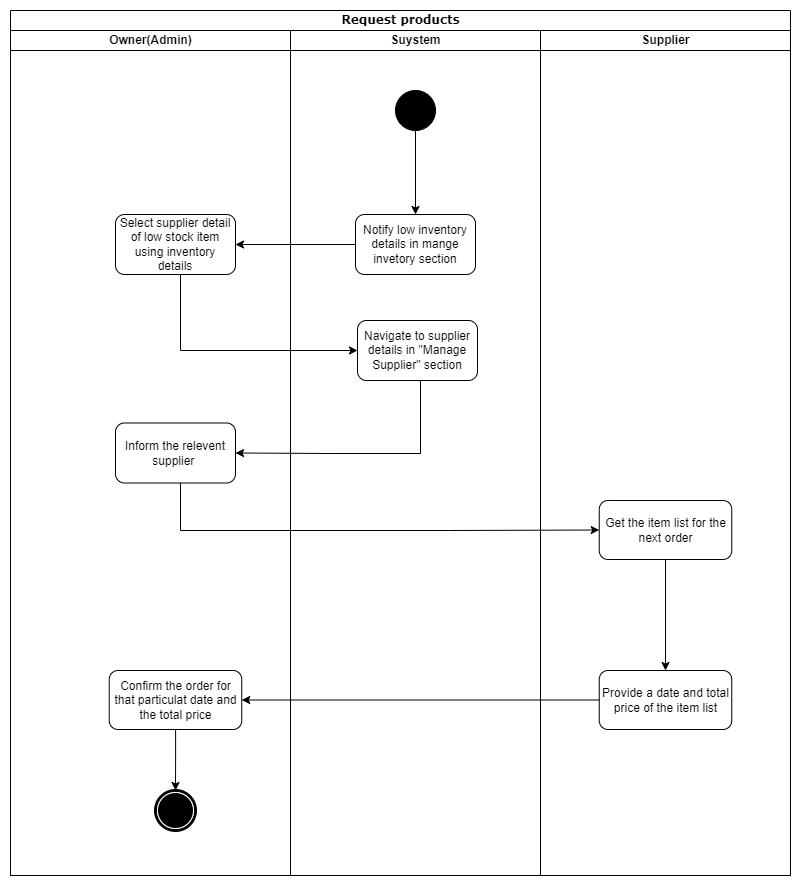 Request products
Owner(Admin)
Suystem
Supplier
Select supplier detail
of low stock item
using inventory
details
Notify low inventory
details in mange
invetory section
Navigate to supplier
details in "Manage
Supplier" section
Inform the relevent
supplier
Get the item list for the
next order
Confirm the order for
that particulat date and
the total price
Provide a date and total
price of the item list